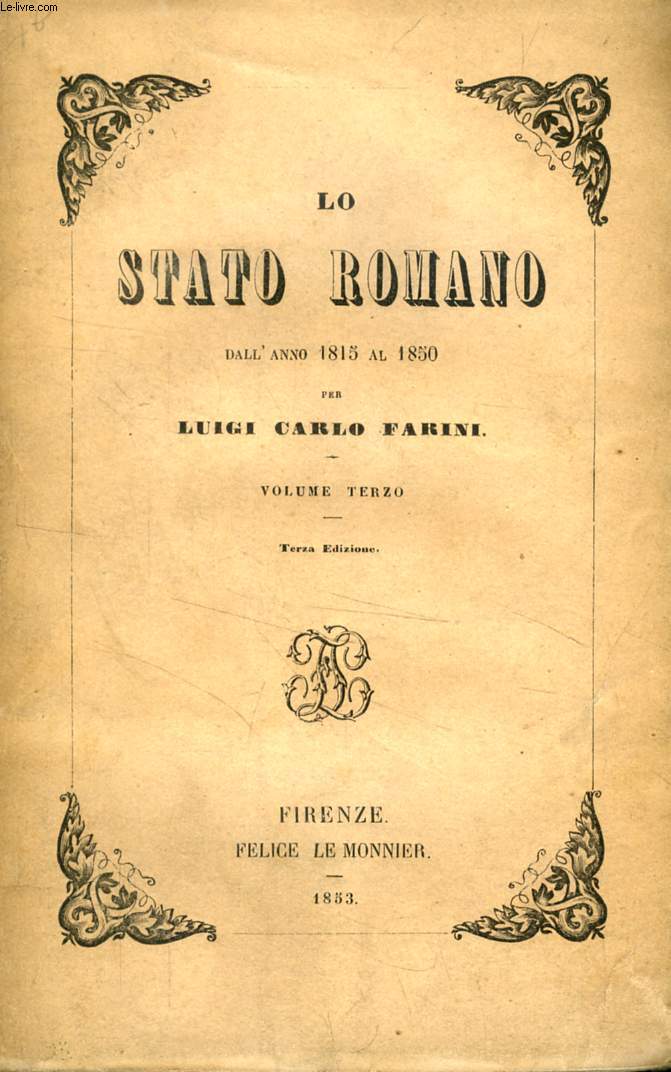 Le-livre.com
LO
STATO ROMANO
DALL'ANNO 1815 AL 1850
PER
LUIGI CARLO FARINI.
VOLUME TERZO
Terza Edizione.
FIRENZE.
FELICE LE MONNIER.
1853.